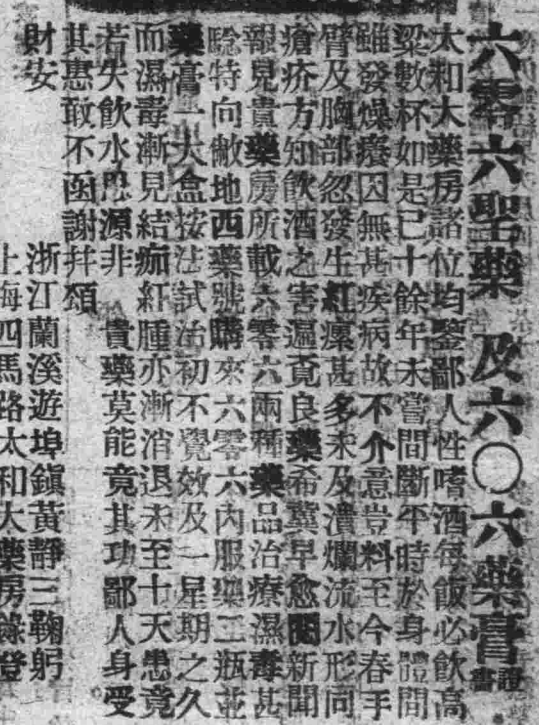 六零六聖藥 及六〇六藥膏證書
太和大藥房諸位均鑒鄙人性嗜酒每飯必飲高
粱數杯如是已十餘年未嘗間斷平時於身體間
雖發燥癢因無甚疾病故不介意豈料至今春手
臂及胸部忽發生紅瘰甚多未及潰爛流水形同
瘡疥方知飲酒之害遍覓良藥希冀早愈閱新聞
報見貴藥房所載六零六兩種藥品治療濕毒甚
騐特向敝地西藥號購來六零六內服藥二瓶並
藥膏一大盒按法試治初不覺效及一星期之久
而濕毒漸見結痂紅腫亦漸消退未至十天患竟
若失飲水思源非 貴藥莫能竟其功鄙人身受
其惠敢不函謝并頌
財安
浙江蘭溪遊埠鎮黃靜三鞠躬
上海四馬路太和大藥房錄登